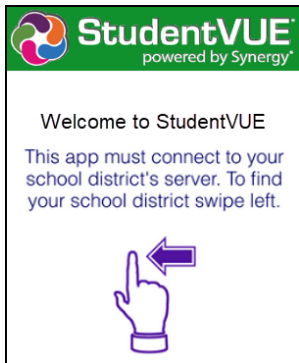 StudentVUE
powered by Synergy
Welcome to StudentVUE
This app must connect to your
school district's server. To find
your school district swipe left.